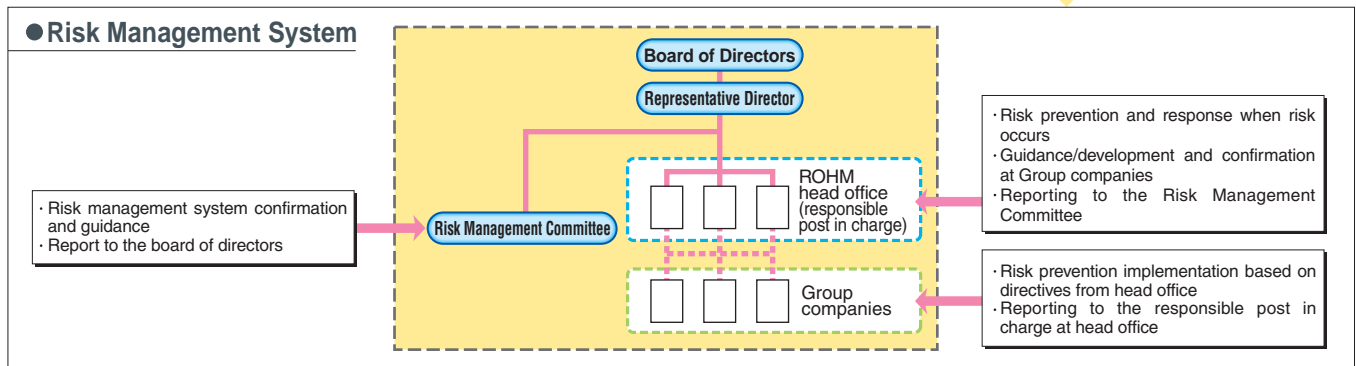 ●Risk Management System
Board of Directors
Representative Director
Risk Management Committee
ROHM
head office
(responsible
post in charge)
Group
companies
· Risk management system confirmation
and guidance
· Report to the board of directors
· Risk prevention and response when risk
occurs
· Guidance/development and confirmation
at Group companies
· Reporting to the Risk Management
Committee
· Risk prevention implementation based on
directives from head office
· Reporting to the responsible post in
charge at head office